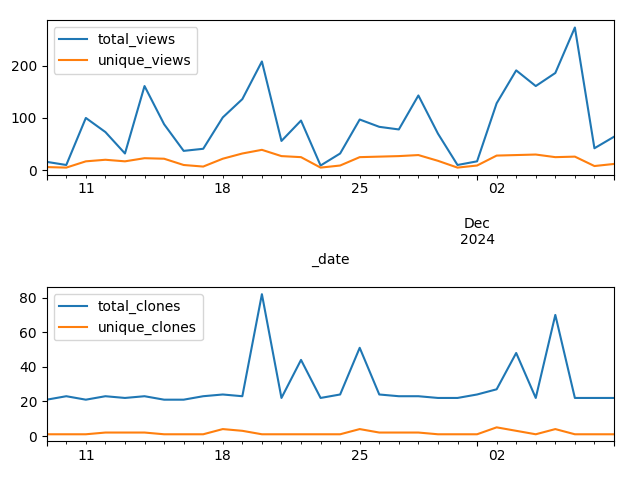 total_views
unique_views
200
100
0
11
18
25
02
Dec
2024
_date
total_clones
unique_clones
80
60
40
20
0
11
18
25
02